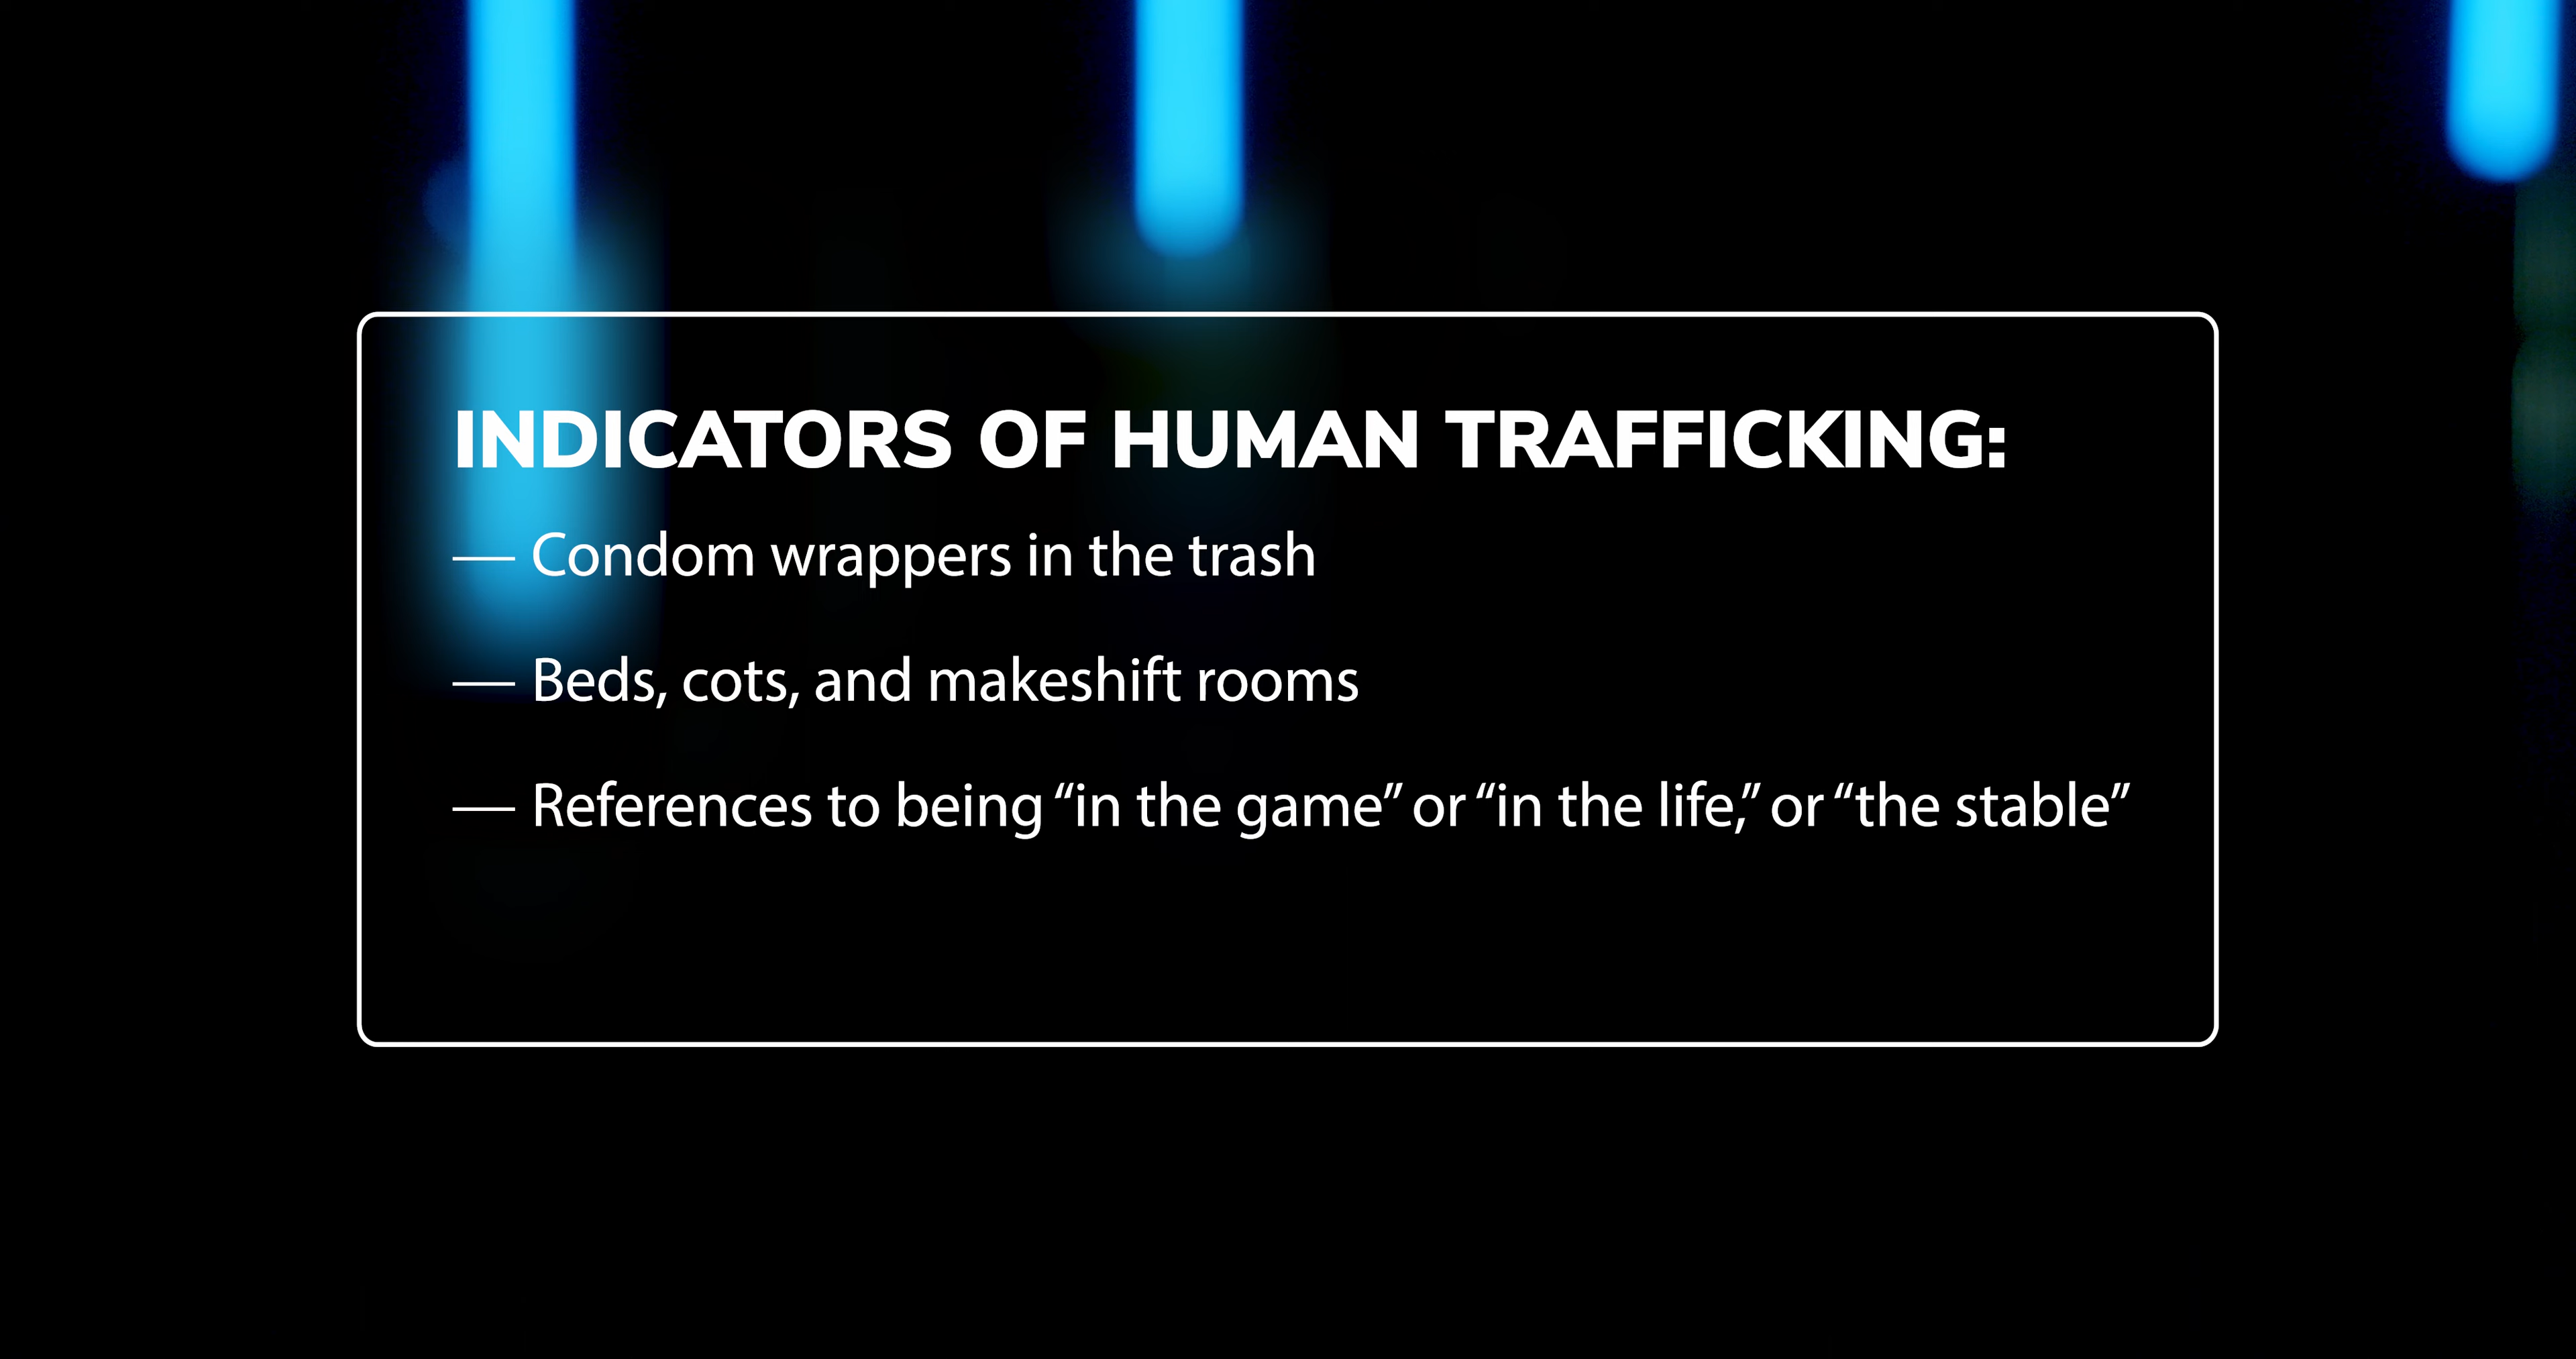 INDICATORS OF HUMAN TRAFFICKING:
— Condom wrappers in the trash
— Beds, cots, and makeshift rooms
— References to being “in the game” or “in the life,” or “the stable”